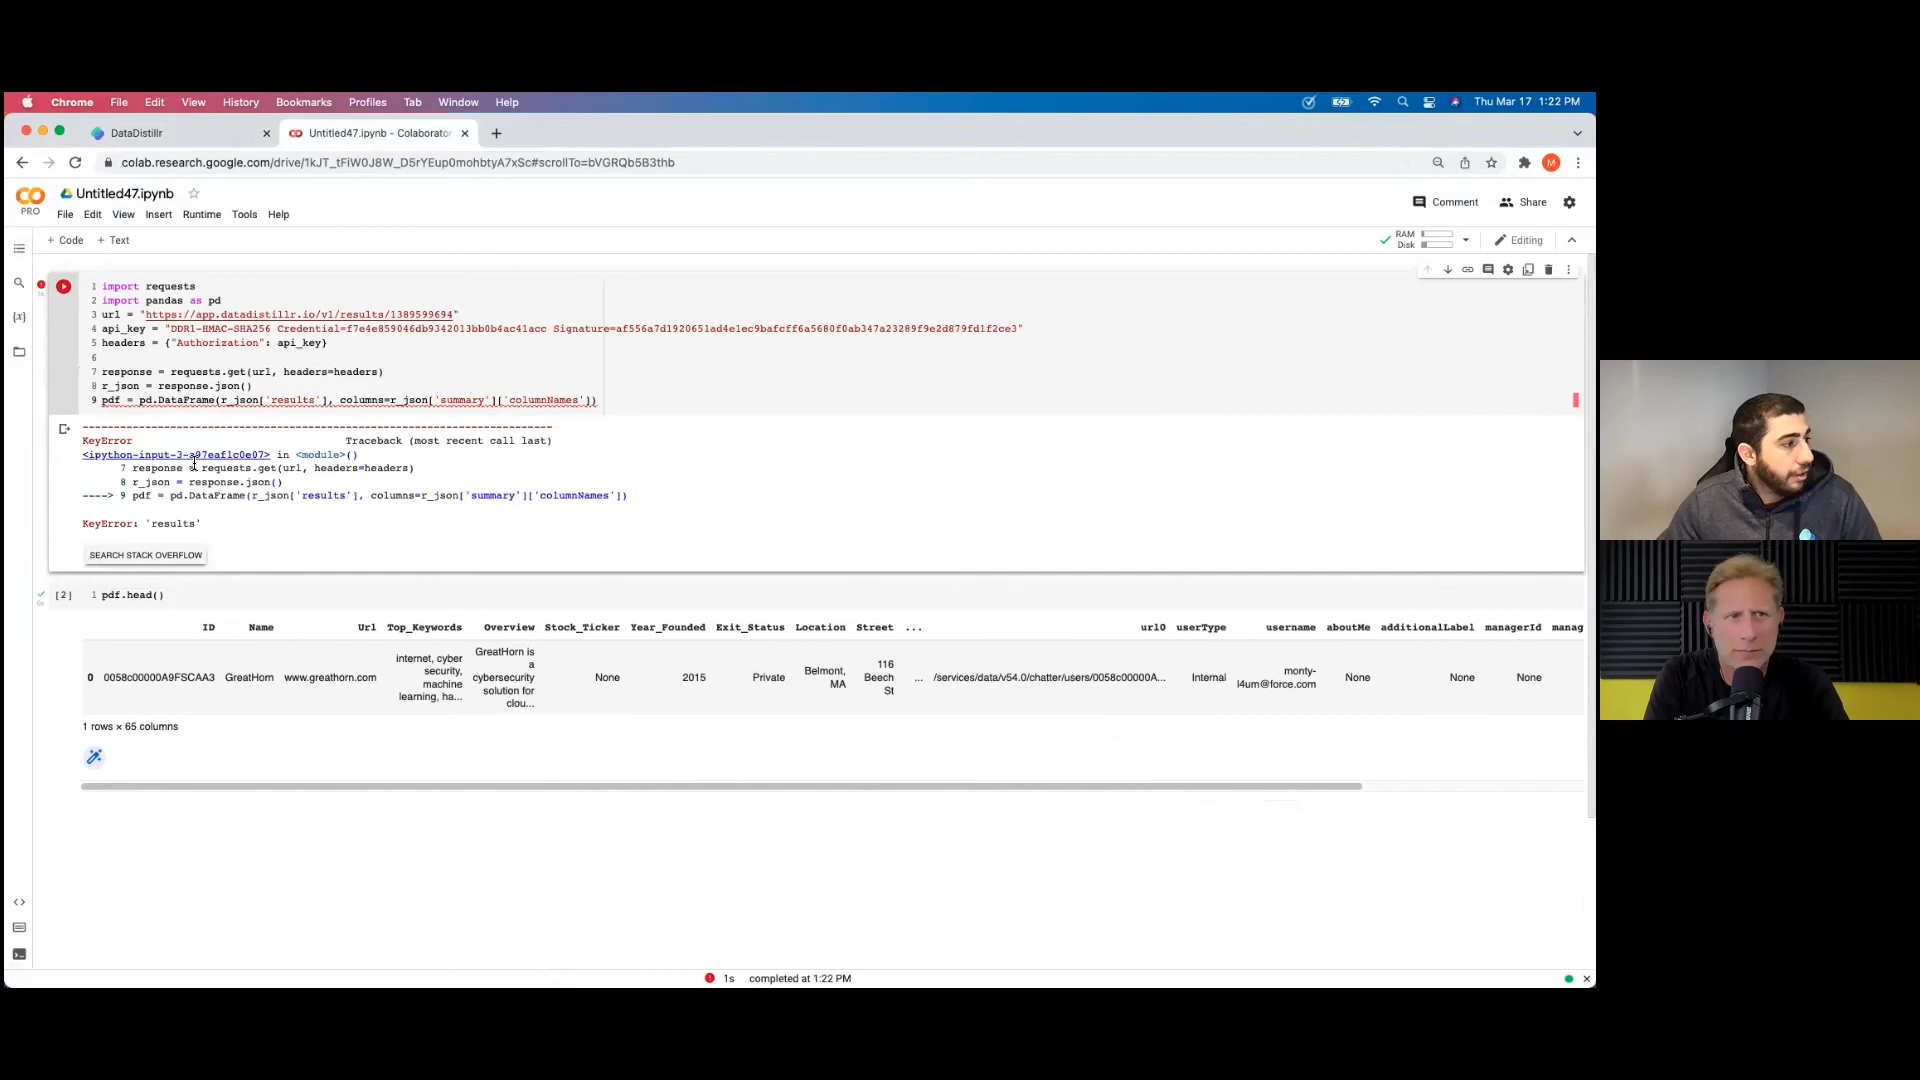 Chrome File Edit View History Bookmarks Profiles Tab Window Help Thu Mar 17 1:22 PM
DataDistillr Untitled47.ipynb - Colaborator
colab.research.google.com/drive/1kJT_tFiW0J8W_D5rYEup0mohbtyA7xSc#scrollTo=bVGRQb5B3thb M
PRO
Untitled47.ipynb
File Edit View Insert Runtime Tools Help
Comment Share
+ Code + Text
RAM
Disk
Editing
1 import requests
2 import pandas as pd
3 url = "https://app.datadistillr.io/v1/results/1389599694"
4 api_key = "DDR1-HMAC-SHA256 Credential=f7e4e859046db9342013bb0b4ac41acc Signature=af556a7d1920651ad4e1ec9bafcff6a5680f0ab347a23289f9e2d879fd1f2ce3"
5 headers = {"Authorization": api_key}
6
7 response = requests.get(url, headers=headers)
8 r_json = response.json()
9 pdf = pd.DataFrame(r_json['results'], columns=r_json['summary']['columnNames'])
---------------------------------------------------------------------------
KeyError Traceback (most recent call last)
<ipython-input-3-a97eaf1c0e07> in <module>()
7 response = requests.get(url, headers=headers)
8 r_json = response.json()
----> 9 pdf = pd.DataFrame(r_json['results'], columns=r_json['summary']['columnNames'])
KeyError: 'results'
SEARCH STACK OVERFLOW
[2] 1 pdf.head()
ID Name Url Top_Keywords Overview Stock_Ticker Year_Founded Exit_Status Location Street ... url0 userType username aboutMe additionalLabel managerId manag
0 0058c00000A9FSCAA3 GreatHorn www.greathorn.com internet, cyber security, machine learning, ha... GreatHorn is a cybersecurity solution for clou... None 2015 Private Belmont, MA 116 Beech St ... /services/data/v54.0/chatter/users/0058c00000A... Internal monty-l4um@force.com None None None
1 rows × 65 columns
1s completed at 1:22 PM